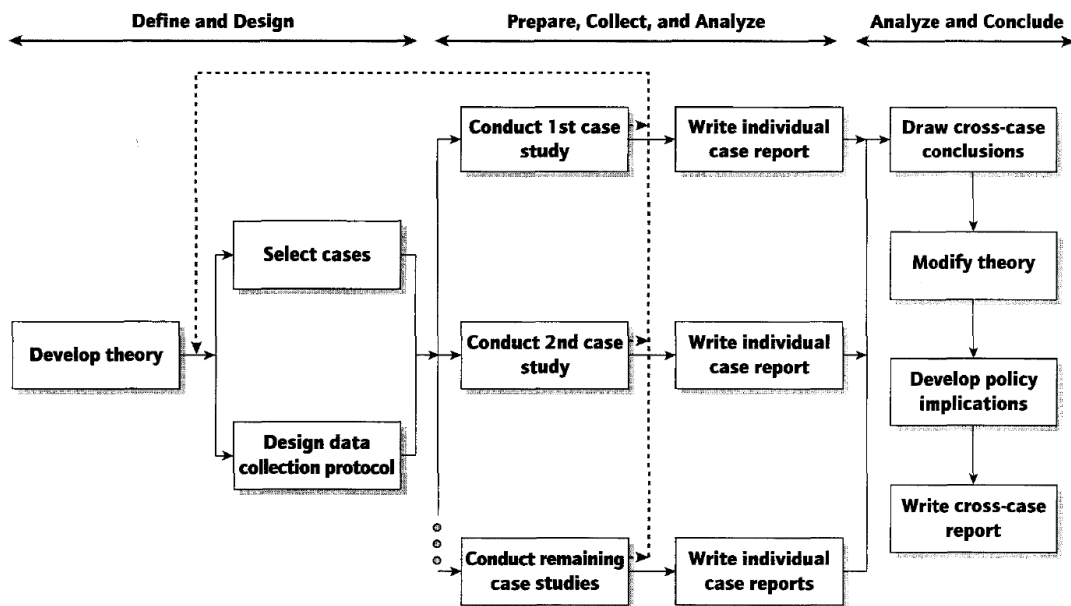 Define and Design
Prepare, Collect, and Analyze
Analyze and Conclude
Conduct 1st case
study
Write individual
case report
Draw cross-case
conclusions
Select cases
Modify theory
Develop theory
Conduct 2nd case
study
Write individual
case report
Develop policy
implications
Design data
collection protocol
Write cross-case
report
Conduct remaining
case studies
Write individual
case reports